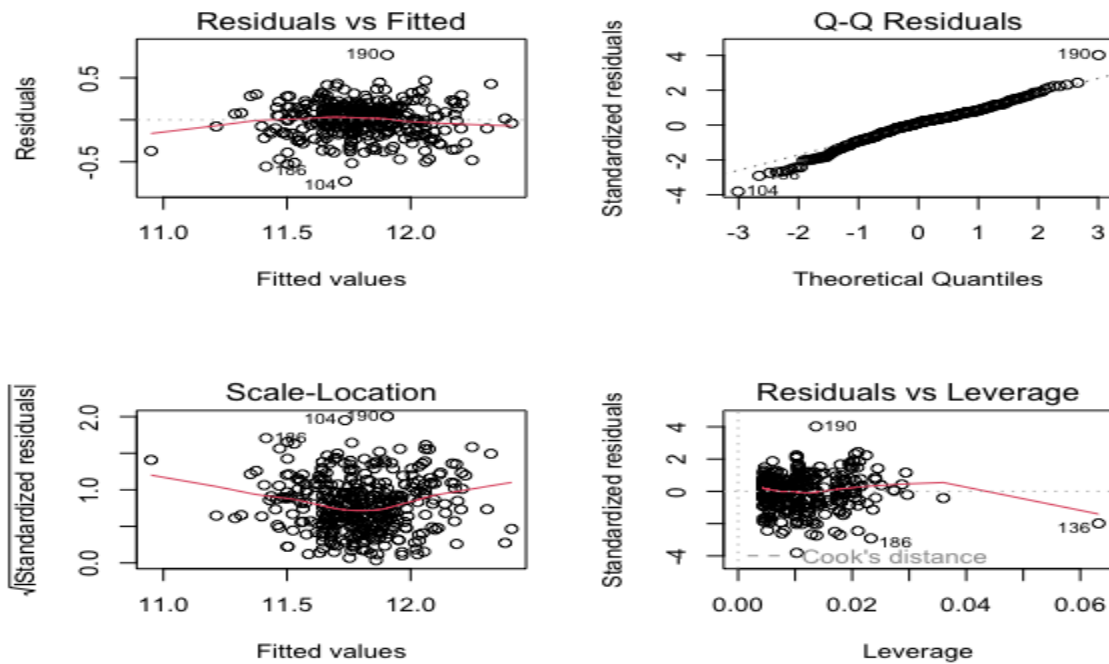 Residuals vs Fitted
Residuals
0.5
-0.5
190
186
104
11.0 11.5 12.0
Fitted values
Q-Q Residuals
Standardized residuals
4
2
0
-2
-4
190
104
-3 -2 -1 0 1 2 3
Theoretical Quantiles
Scale-Location
√|Standardized residuals|
2.0
1.0
0.0
104 190
186
11.0 11.5 12.0
Fitted values
Residuals vs Leverage
Standardized residuals
4
2
0
-4
190
136
186
Cook's distance
0.00 0.02 0.04 0.06
Leverage